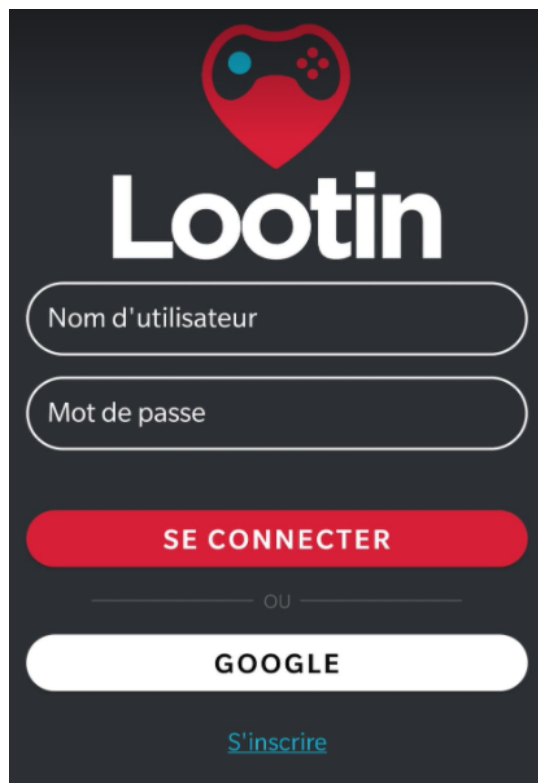 Lootin
Nom d'utilisateur
Mot de passe
SE CONNECTER
OU
GOOGLE
S'inscrire